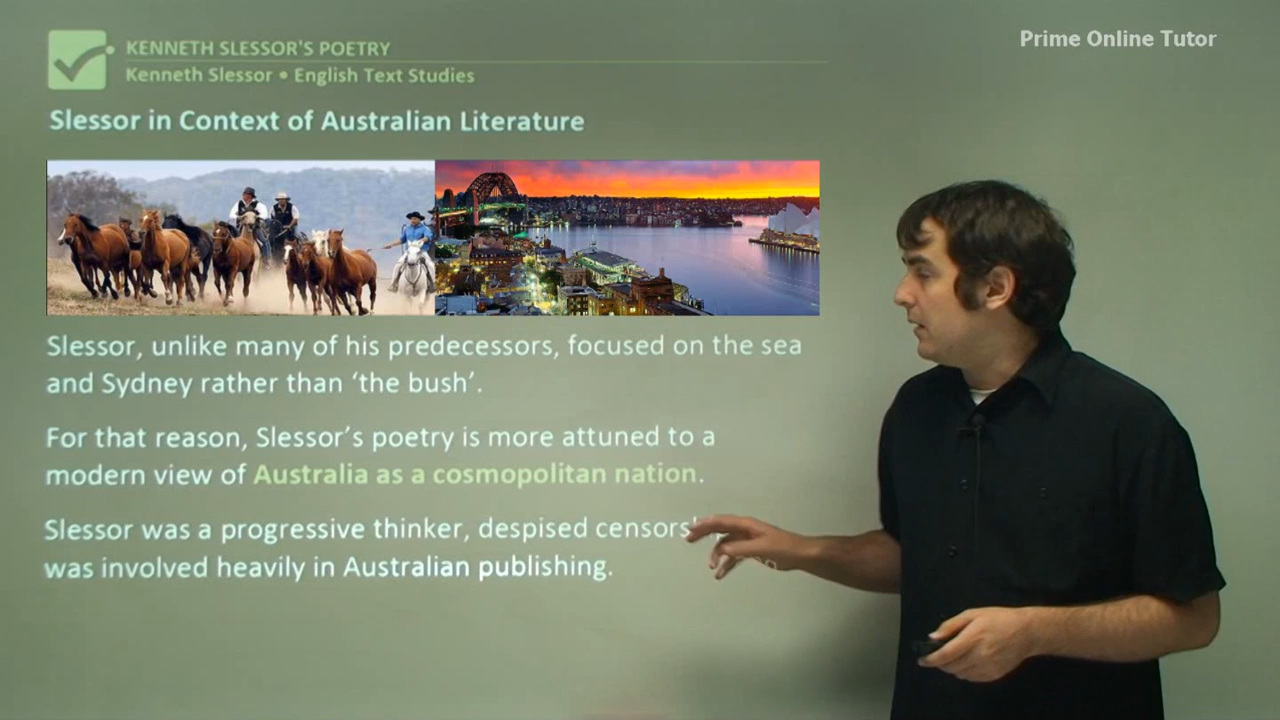 Prime Online Tutor
KENNETH SLESSOR'S POETRY
Kenneth Slessor • English Text Studies
Slessor in Context of Australian Literature
Slessor, unlike many of his predecessors, focused on the sea
and Sydney rather than ‘the bush’.
For that reason, Slessor’s poetry is more attuned to a
modern view of Australia as a cosmopolitan nation.
Slessor was a progressive thinker, despised
was involved heavily in Australian publishing.